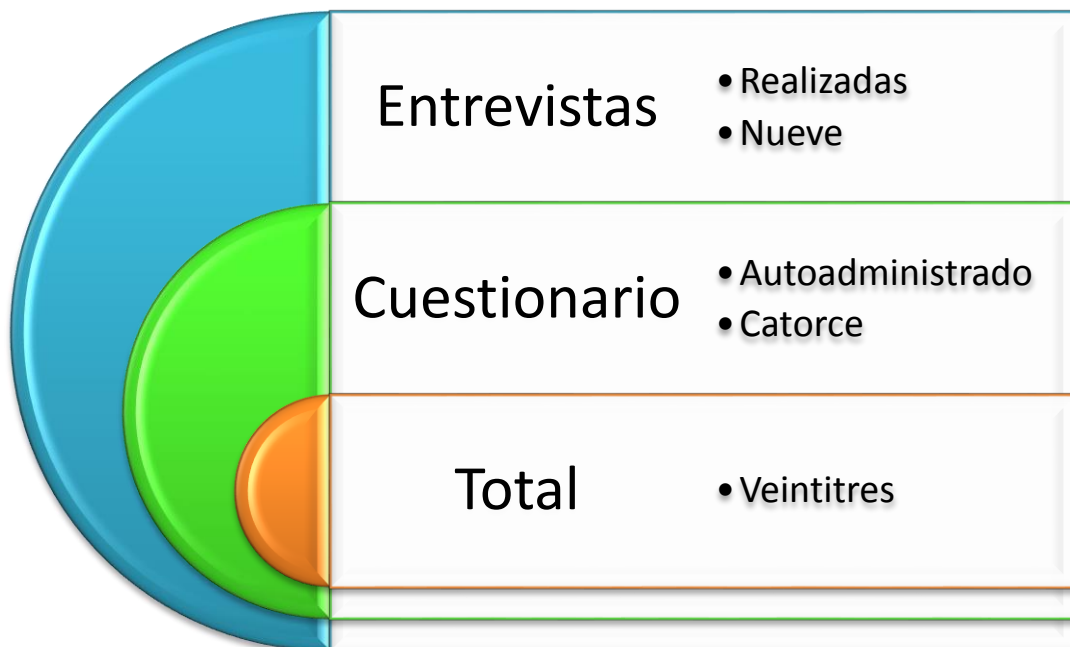 Entrevistas
• Realizadas
• Nueve
Cuestionario
• Autoadministrado
• Catorce
Total
• Veintitres